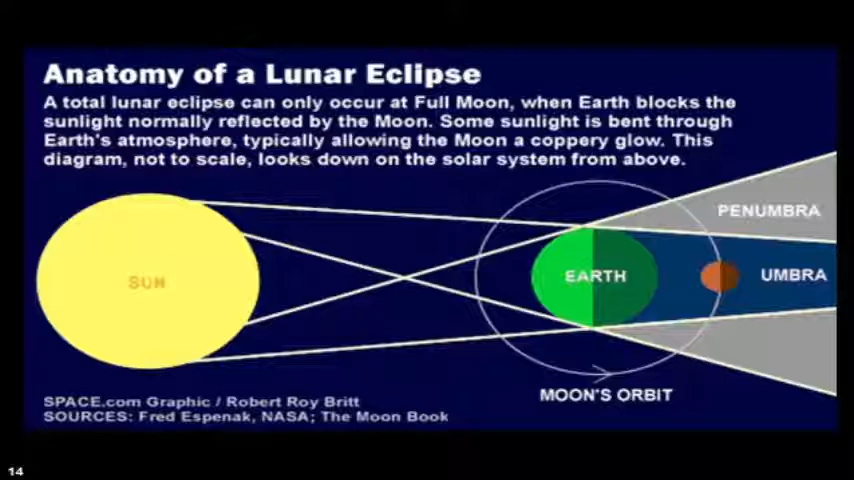 Anatomy of a Lunar Eclipse
A total lunar eclipse can only occur at Full Moon, when Earth blocks the
sunlight normally reflected by the Moon. Some sunlight is bent through
Earth's atmosphere, typically allowing the Moon a coppery glow. This
diagram, not to scale, looks down on the solar system from above.
PENUMBRA
SUN
EARTH
UMBRA
MOON'S ORBIT
SPACE.com Graphic / Robert Roy Britt
SOURCES: Fred Espenak, NASA; The Moon Book
14